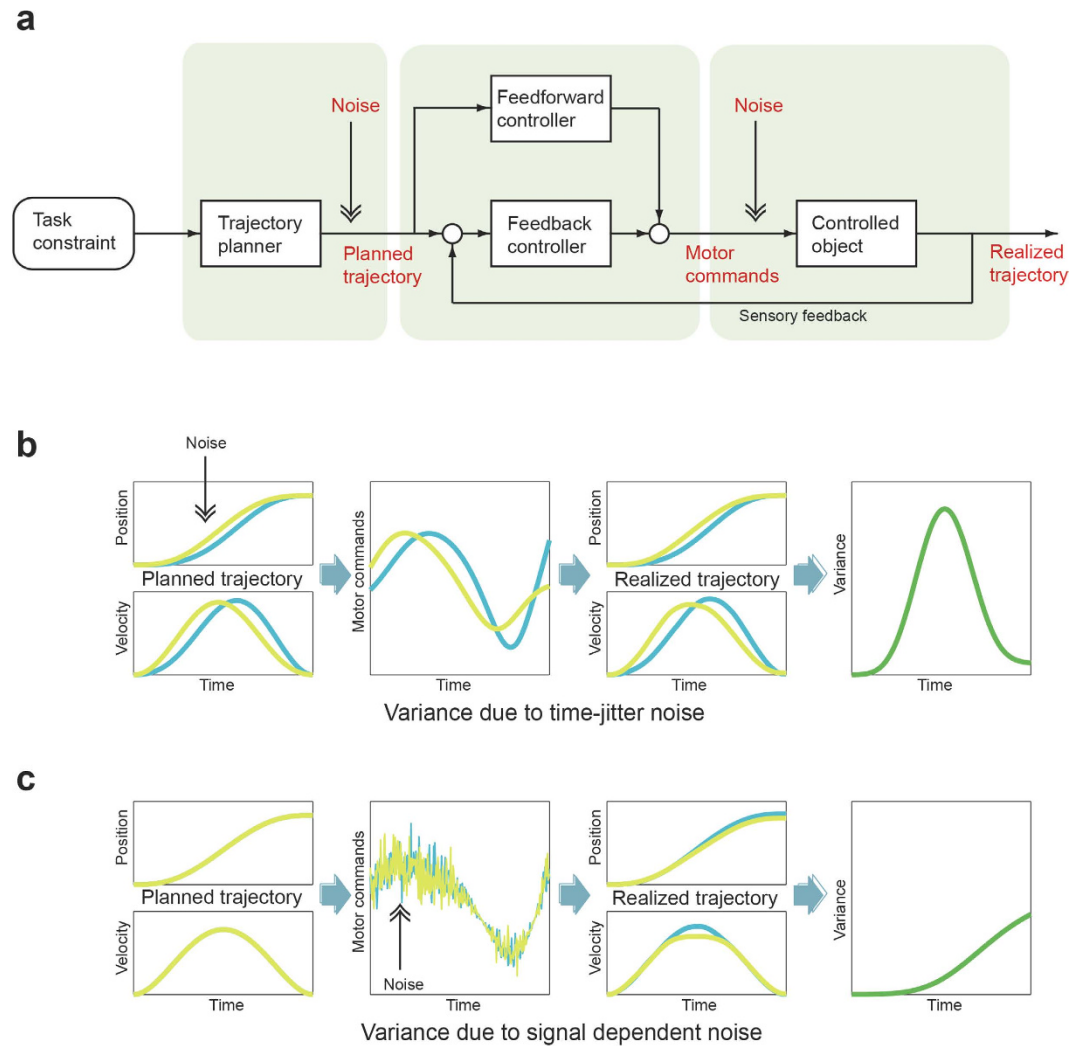 a
Noise
Feedforward
controller
Noise
Task
constraint
Trajectory
planner
Feedback
controller
Controlled
object
Planned
trajectory
Motor
commands
Realized
trajectory
Sensory feedback
b
Noise
Position
Planned trajectory
Velocity
Time
Motor commands
Time
Position
Realized trajectory
Velocity
Time
Variance
Time
Variance due to time-jitter noise
c
Position
Planned trajectory
Velocity
Time
Motor commands
Noise
Time
Position
Realized trajectory
Velocity
Time
Variance
Time
Variance due to signal dependent noise